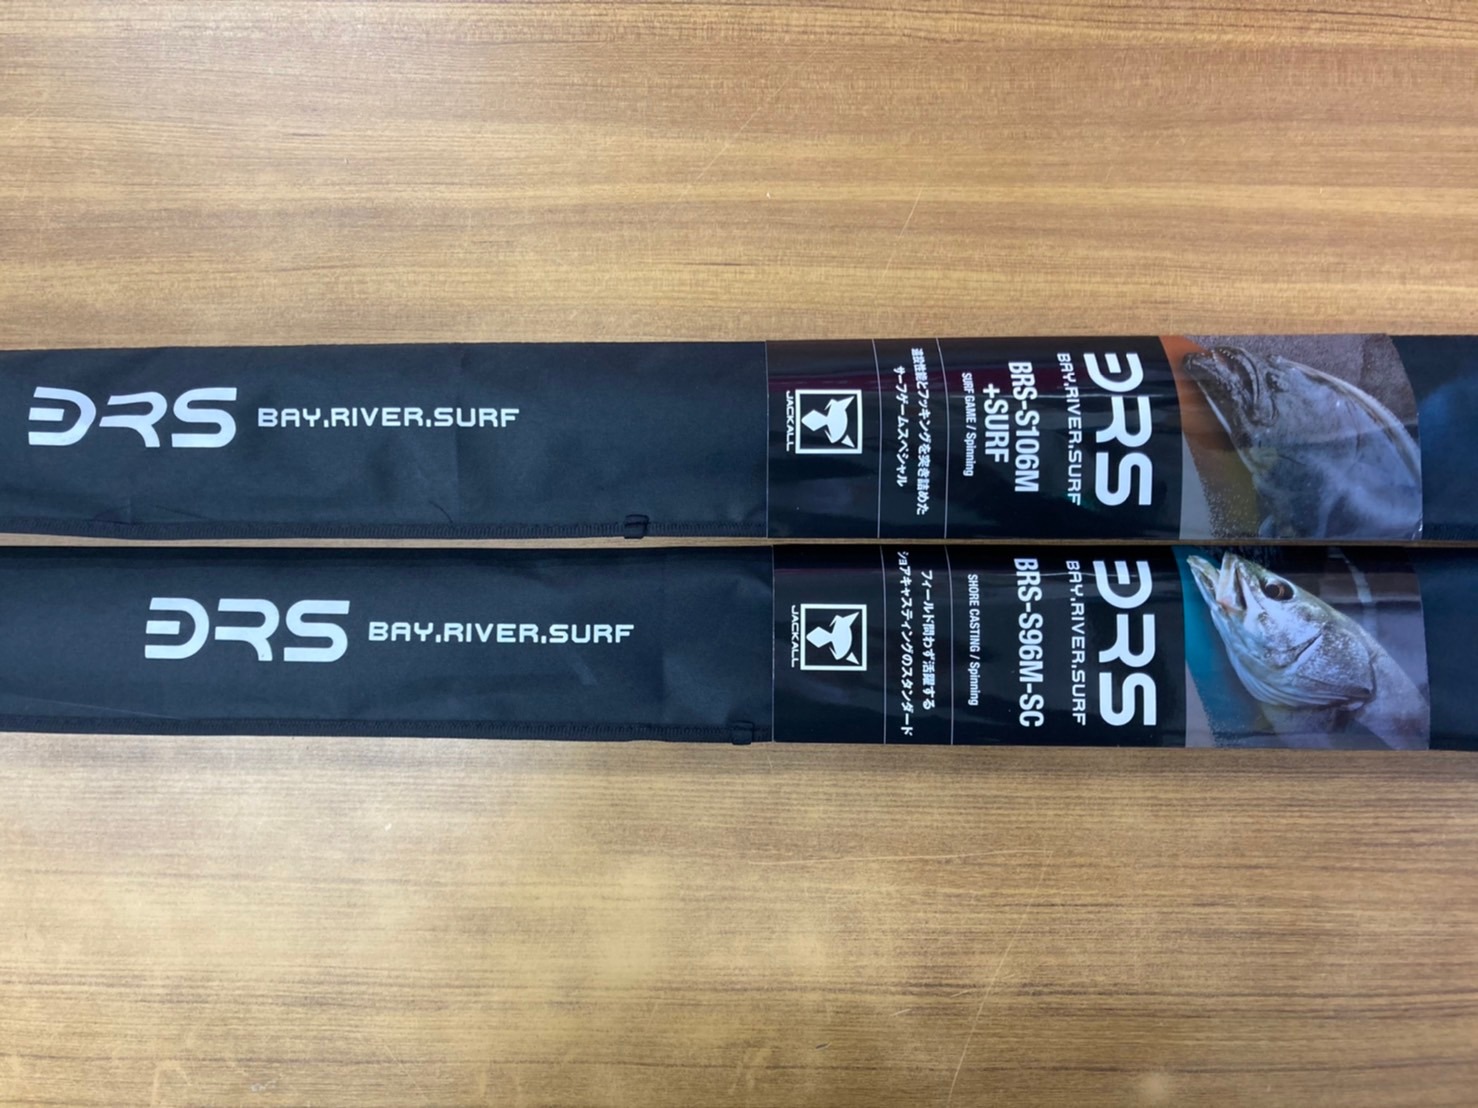 BRS BAY.RIVER.SURF
BRS
BAY.RIVER.SURF
BRS-S106M
+SURF
SURF GAME / Spinning
遠投性能とフッキングを突き詰めた
サーフゲームスペシャル
JACKALL
BRS BAY.RIVER.SURF
BRS
BAY.RIVER.SURF
BRS-S96M-SC
SHORE CASTING / Spinning
フィールド問わず活躍する
ショアキャスティングのスタンダード
JACKALL